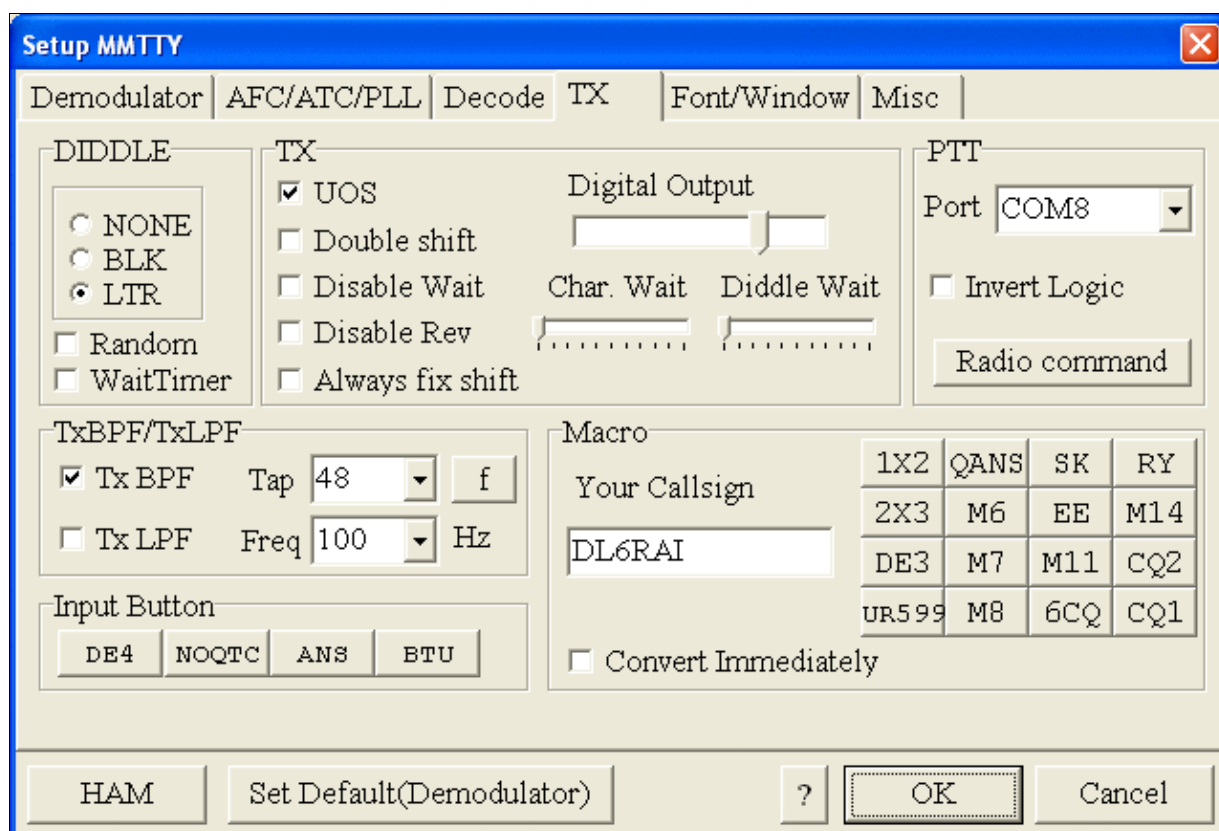 Setup MMTTY
Demodulator AFC/ATC/PLL Decode TX Font/Window Misc
DIDDLE
NONE
BLK
LTR
Random
WaitTimer
TX
UOS
Double shift
Disable Wait
Disable Rev
Always fix shift
Digital Output
Char. Wait Diddle Wait
PTT
Port COM8
Invert Logic
Radio command
TxBPF/TxLPF
Tx BPF Tap 48 f
Tx LPF Freq 100 Hz
Input Button
DE4 NOQTC ANS BTU
Macro
Your Callsign
DL6RAI
1X2 QANS SK RY
2X3 M6 EE M14
DE3 M7 M11 CQ2
UR599 M8 6CQ CQ1
Convert Immediately
HAM Set Default(Demodulator) ? OK Cancel